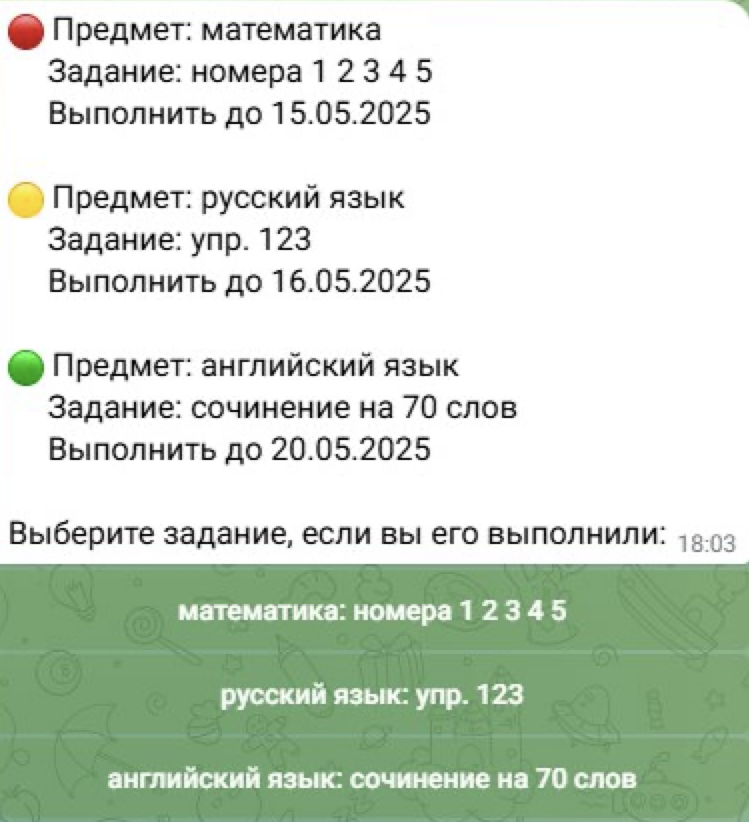 🔴 Предмет: математика
Задание: номера 1 2 3 4 5
Выполнить до 15.05.2025
🟡 Предмет: русский язык
Задание: упр. 123
Выполнить до 16.05.2025
🟢 Предмет: английский язык
Задание: сочинение на 70 слов
Выполнить до 20.05.2025
Выберите задание, если вы его выполнили: 18:03
математика: номера 1 2 3 4 5
русский язык: упр. 123
английский язык: сочинение на 70 слов